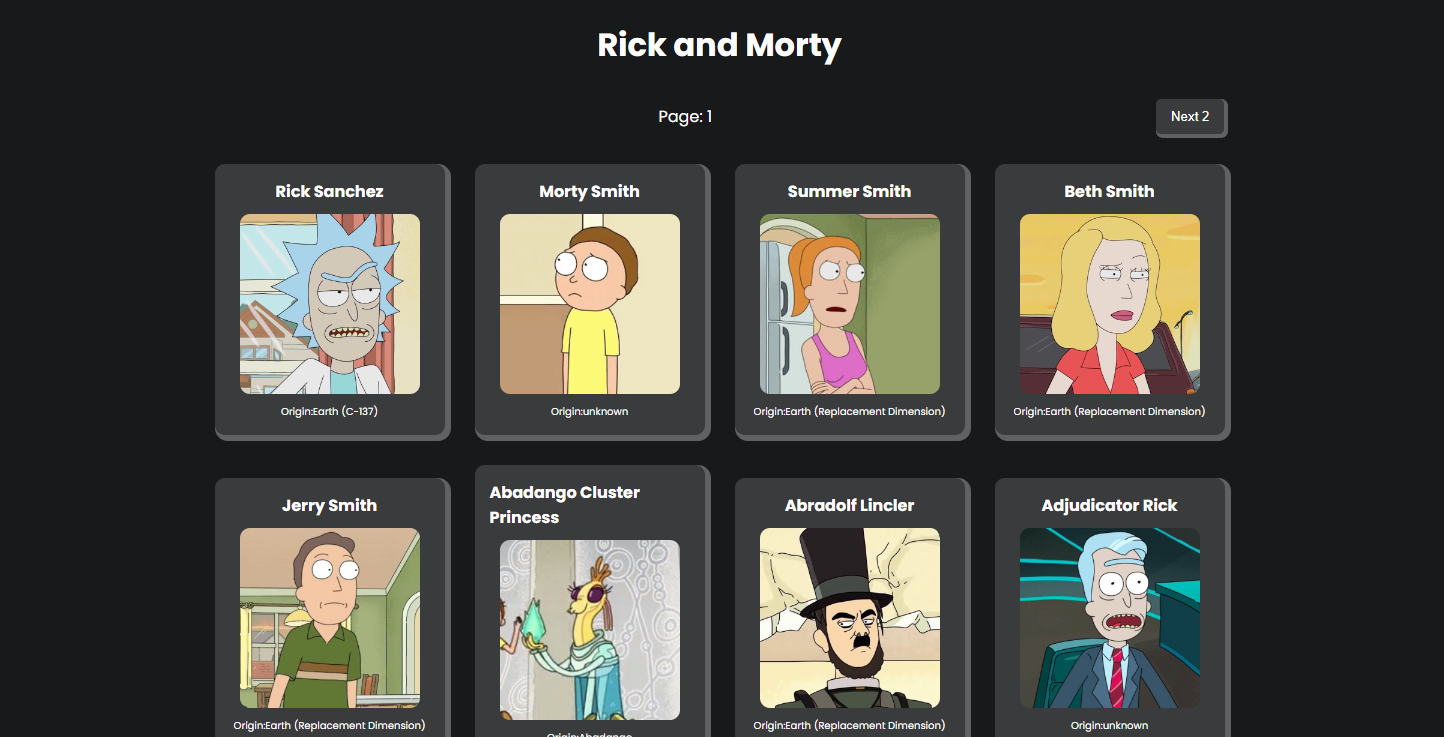 Rick and Morty
Page: 1
Next 2
Rick Sanchez
Morty Smith
Summer Smith
Beth Smith
Origin:Earth (C-137)
Origin:unknown
Origin:Earth (Replacement Dimension)
Origin:Earth (Replacement Dimension)
Jerry Smith
Abadango Cluster
Princess
Abradolf Lincler
Adjudicator Rick
Origin:Earth (Replacement Dimension)
Origin:Abadango
Origin:Earth (Replacement Dimension)
Origin:unknown